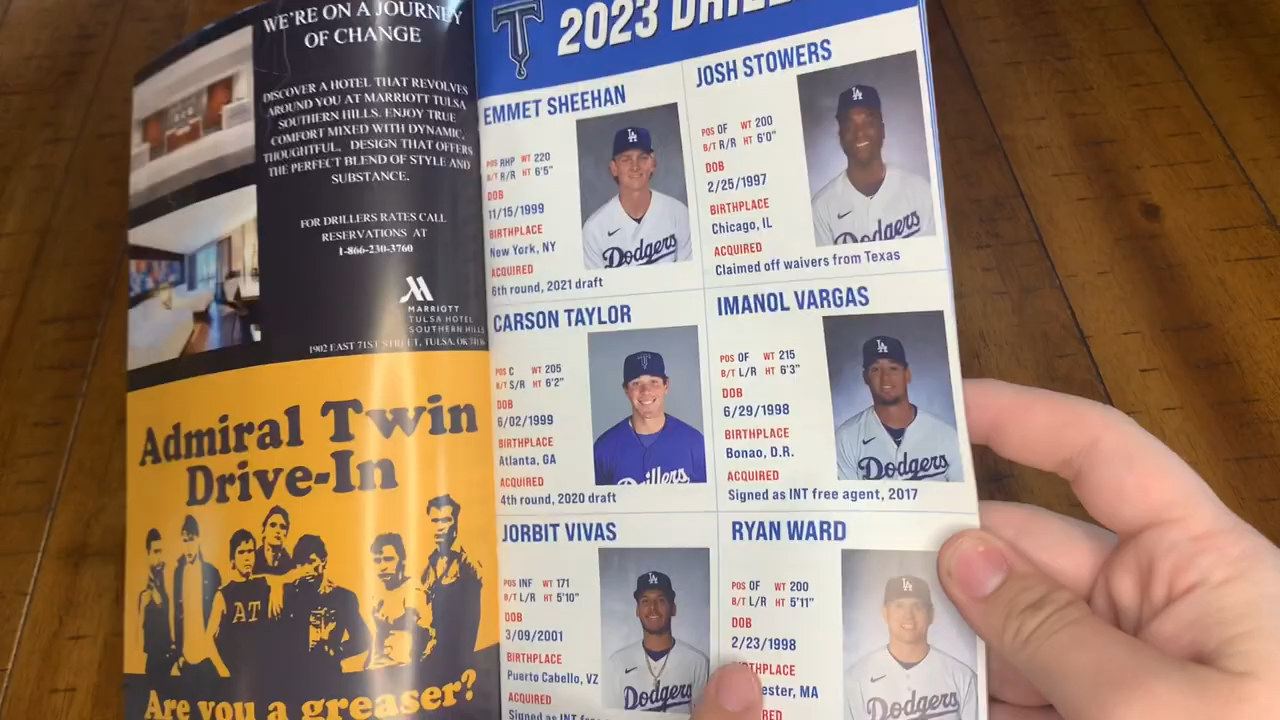 WE'RE ON A JOURNEY
OF CHANGE
DISCOVER A HOTEL THAT REVOLVES
AROUND YOU AT MARRIOTT TULSA
SOUTHERN HILLS. ENJOY TRUE
COMFORT MIXED WITH DYNAMIC,
THOUGHTFUL, DESIGN THAT OFFERS
THE PERFECT BLEND OF STYLE AND
SUBSTANCE.
FOR DRILLERS RATES CALL
RESERVATIONS AT
1-866-230-3760
MARRIOTT
TULSA HOTEL
SOUTHERN HILLS
1902 EAST 71ST STREET, TULSA, OK
Admiral Twin
Drive-In
AT
Are you a greaser?
T 2023
EMMET SHEEHAN
POS RHP WT 220
B/T R/R HT 6'5"
DOB
11/15/1999
BIRTHPLACE
New York, NY
ACQUIRED
6th round, 2021 draft
LA
Dodgers
JOSH STOWERS
POS OF WT 200
B/T R/R HT 6'0"
DOB
2/25/1997
BIRTHPLACE
Chicago, IL
ACQUIRED
Claimed off waivers from Texas
LA
Dodgers
CARSON TAYLOR
POS C WT 205
B/T S/R HT 6'2"
DOB
6/02/1999
BIRTHPLACE
Atlanta, GA
ACQUIRED
4th round, 2020 draft
T
Drillers
IMANOL VARGAS
POS OF WT 215
B/T L/R HT 6'3"
DOB
6/29/1998
BIRTHPLACE
Bonao, D.R.
ACQUIRED
Signed as INT free agent, 2017
LA
Dodgers
JORBIT VIVAS
POS INF WT 171
B/T L/R HT 5'10"
DOB
3/09/2001
BIRTHPLACE
Puerto Cabello, VZ
ACQUIRED
Signed as INT
LA
Dodgers
RYAN WARD
POS OF WT 200
B/T L/R HT 5'11"
DOB
2/23/1998
MA
LA
Dodgers